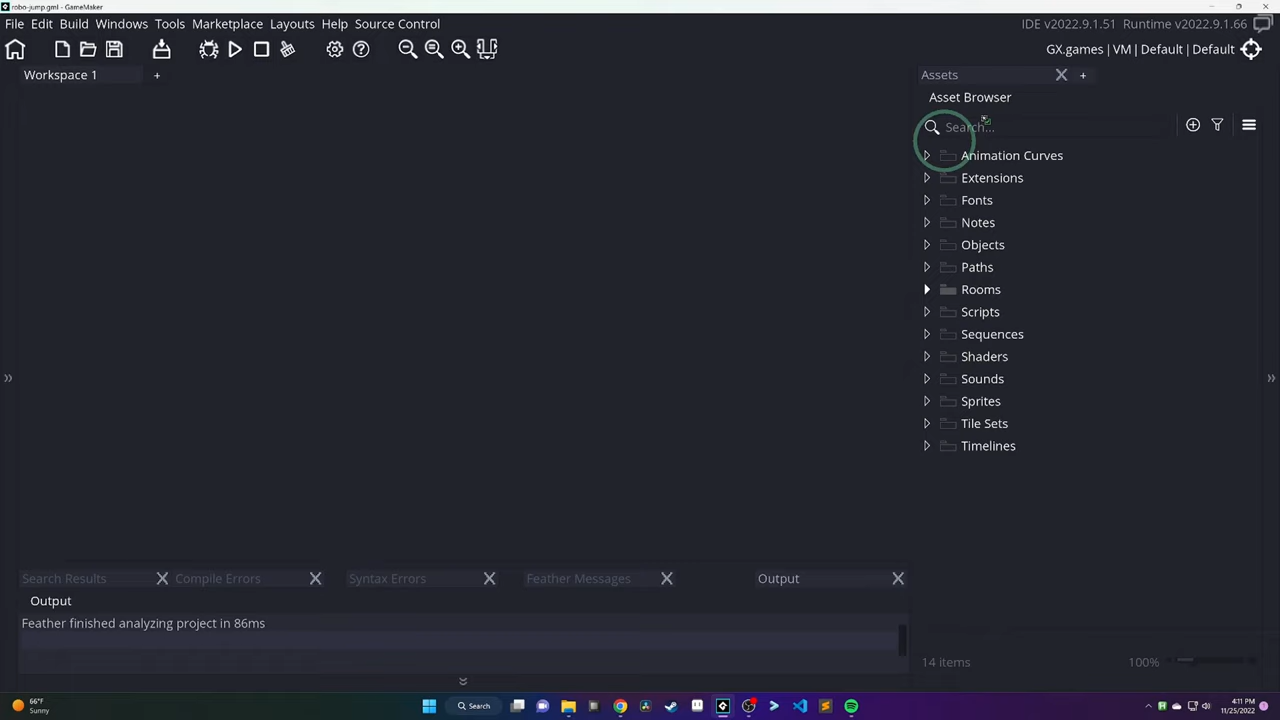 robo-jump.gml - GameMaker
File Edit Build Windows Tools Marketplace Layouts Help Source Control
IDE v2022.9.1.51 Runtime v2022.9.1.66
GX.games | VM | Default | Default
Workspace 1 +
Assets +
Asset Browser
Search...
Animation Curves
Extensions
Fonts
Notes
Objects
Paths
Rooms
Scripts
Sequences
Shaders
Sounds
Sprites
Tile Sets
Timelines
Search Results
Compile Errors
Syntax Errors
Feather Messages
Output
Output
Feather finished analyzing project in 86ms
14 items
100%
66°F
Sunny
Search
4:11 PM
11/25/2022